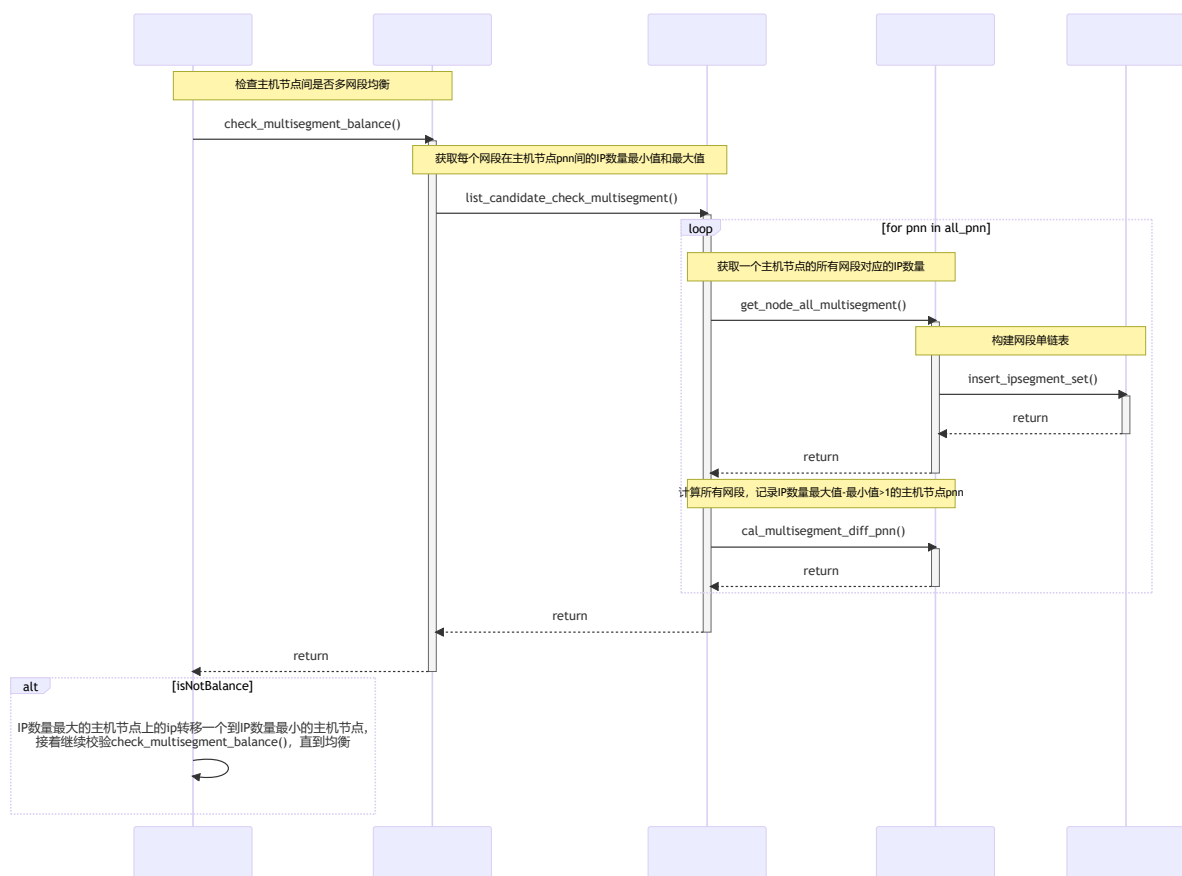 检查主机节点间是否多网段均衡
check_multisegment_balance()
获取每个网段在主机节点pnn间的IP数量最小值和最大值
list_candidate_check_multisegment()
loop
[for pnn in all_pnn]
获取一个主机节点的所有网段对应的IP数量
get_node_all_multisegment()
构建网段单链表
insert_ipsegment_set()
return
return
计算所有网段，记录IP数量最大值-最小值>1的主机节点pnn
cal_multisegment_diff_pnn()
return
return
return
alt
[isNotBalance]
IP数量最大的主机节点上的ip转移一个到IP数量最小的主机节点，
接着继续校验check_multisegment_balance()，直到均衡